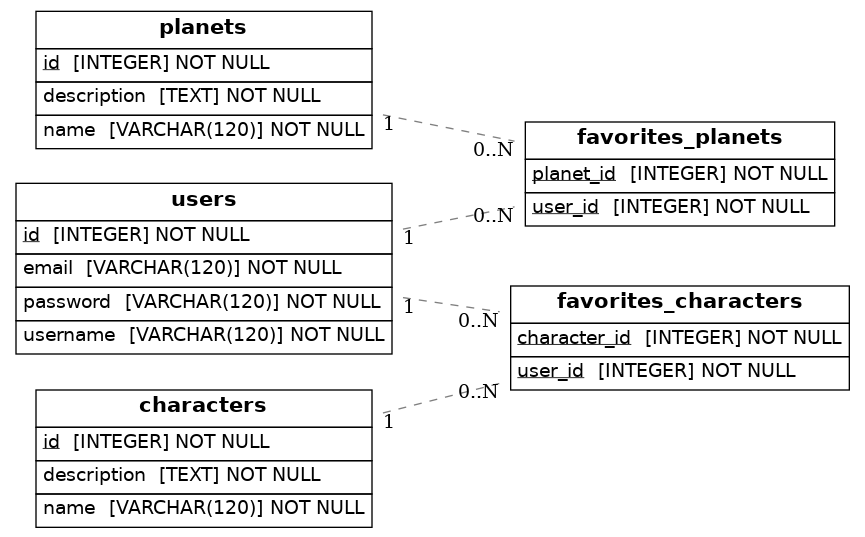 planets
id [INTEGER] NOT NULL
description [TEXT] NOT NULL
name [VARCHAR(120)] NOT NULL
1
0..N
favorites_planets
planet_id [INTEGER] NOT NULL
user_id [INTEGER] NOT NULL
users
id [INTEGER] NOT NULL
email [VARCHAR(120)] NOT NULL
password [VARCHAR(120)] NOT NULL
username [VARCHAR(120)] NOT NULL
1
0..N
1
0..N
favorites_characters
character_id [INTEGER] NOT NULL
user_id [INTEGER] NOT NULL
characters
id [INTEGER] NOT NULL
description [TEXT] NOT NULL
name [VARCHAR(120)] NOT NULL
1
0..N